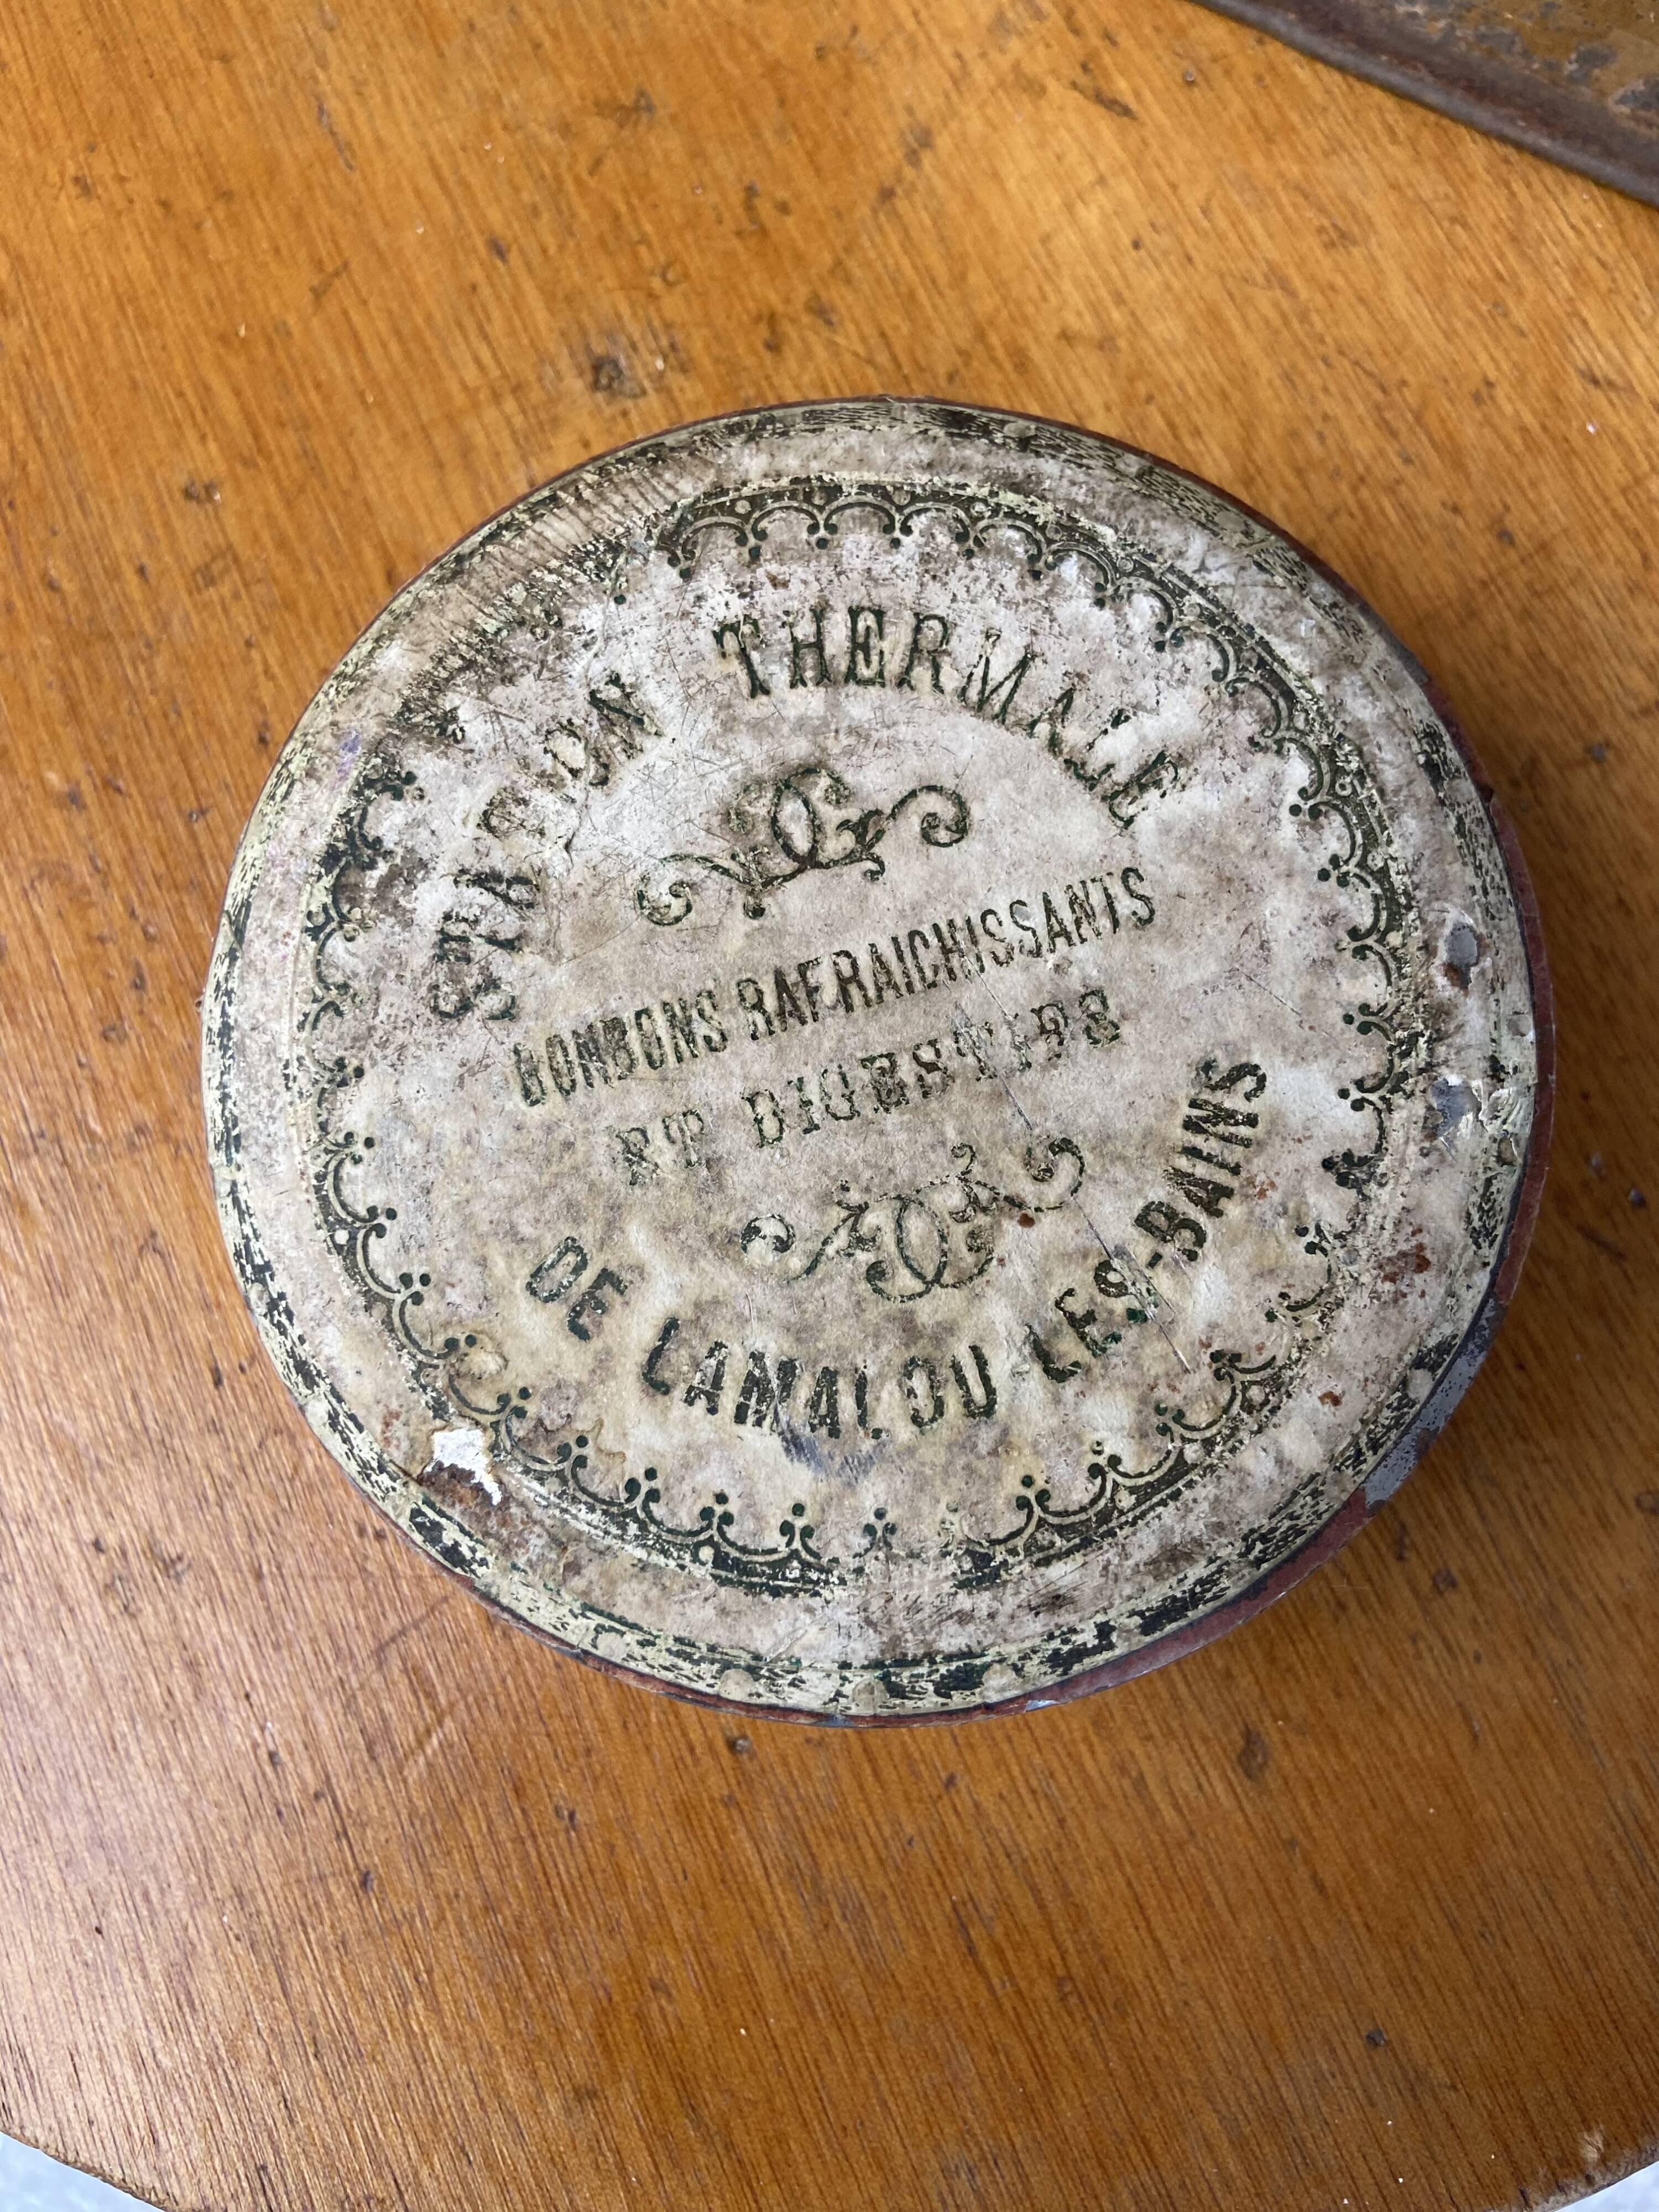 STATION THERMALE
BONBONS RAFRAICHISSANTS
ET DIGESTIFS
DE LAMALOU-LES-BAINS